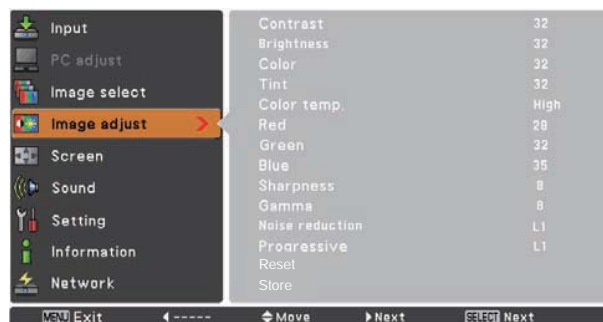 Input
PC adjust
Image select
Image adjust
Screen
Sound
Setting
Information
Network
Contrast 32
Brightness 32
Color 32
Tint 32
Color temp. High
Red 28
Green 32
Blue 35
Sharpness 8
Gamma 8
Noise reduction L1
Progressive L1
Reset
Store
MENU Exit ◀----- Move Next SELECT Next